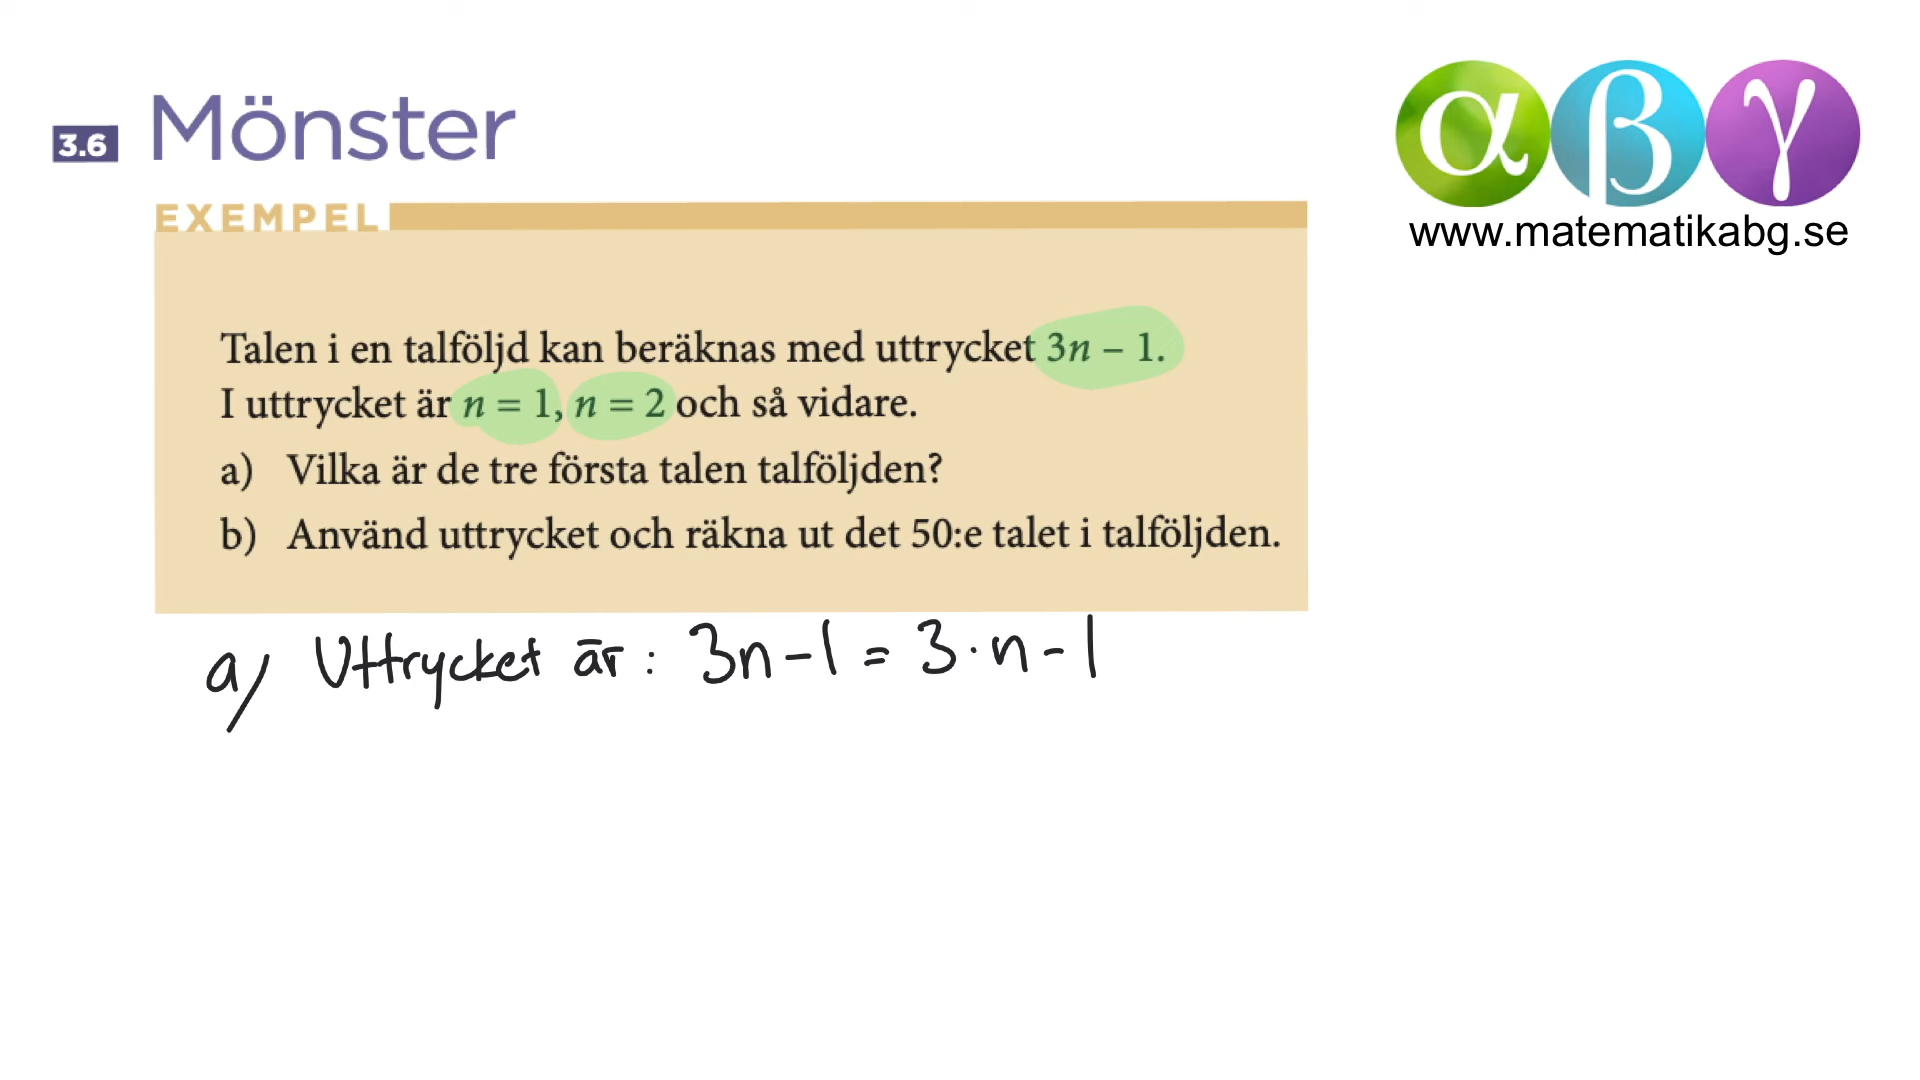 3.6 Mönster
α β γ
www.matematikabg.se
EXEMPEL
Talen i en talföljd kan beräknas med uttrycket 3n – 1.
I uttrycket är n = 1, n = 2 och så vidare.
a) Vilka är de tre första talen talföljden?
b) Använd uttrycket och räkna ut det 50:e talet i talföljden.
a/ Uttrycket är : 3n – 1 = 3 · n – 1